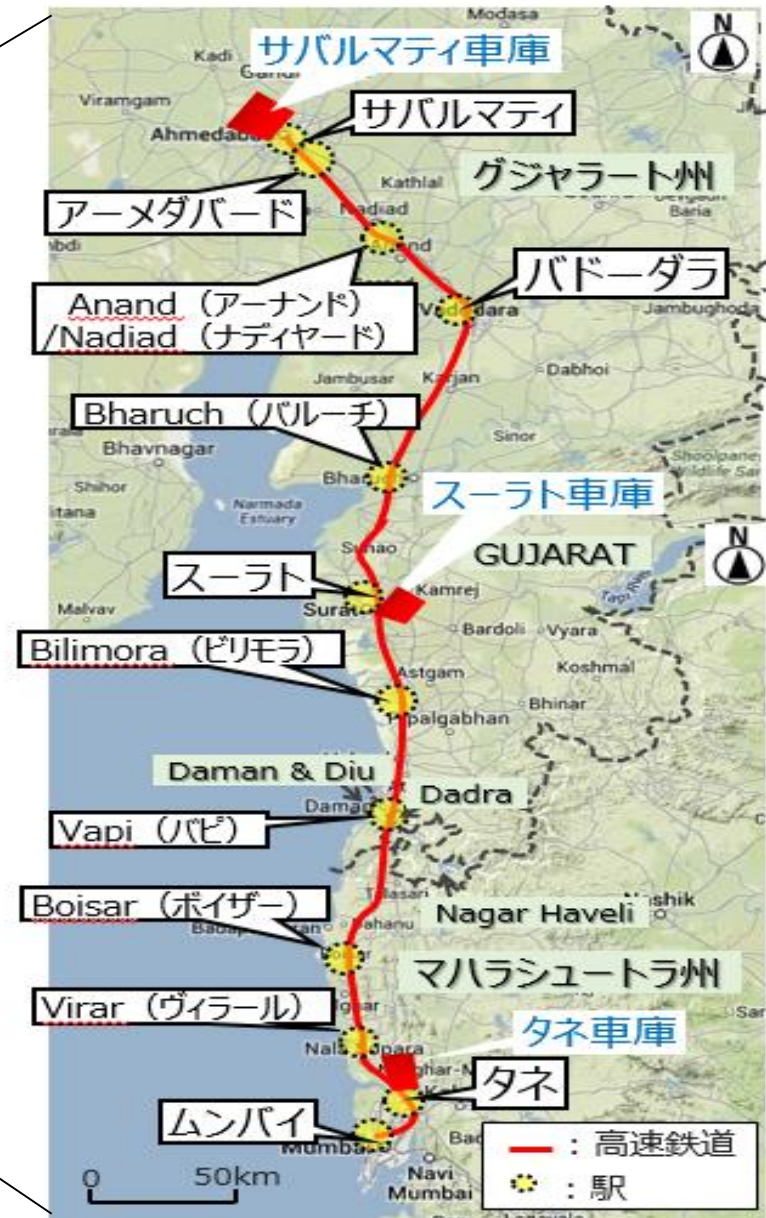 Modasa
N
Kadi
サバルマティ車庫
Viramgam
サバルマティ
Kathlal
グジャラート州
アーメダバード
Nadiad
Baria
バドーダラ
Anand（アーナンド）
/Nadiad（ナディヤード）
Jambughoda
Jambusar
Karjan
Dabhoi
Bharuch（バルーチ）
Sinor
Bhavnagar
Shihor
スーラト車庫
Narmada
Estuary
N
GUJARAT
スーラト
Kamrej
Malvav
Bardoli
Vyara
Bilimora（ビリモラ）
Astgam
Koshmal
Bhinar
Daman & Diu
Dadra
Vapi（バピ）
Talasari
Boisar（ボイザー）
Nagar Haveli
マハラシュートラ州
Virar（ヴィラール）
タネ車庫
タネ
ムンバイ
：高速鉄道
0
50km
Navi
Mumbai
：駅